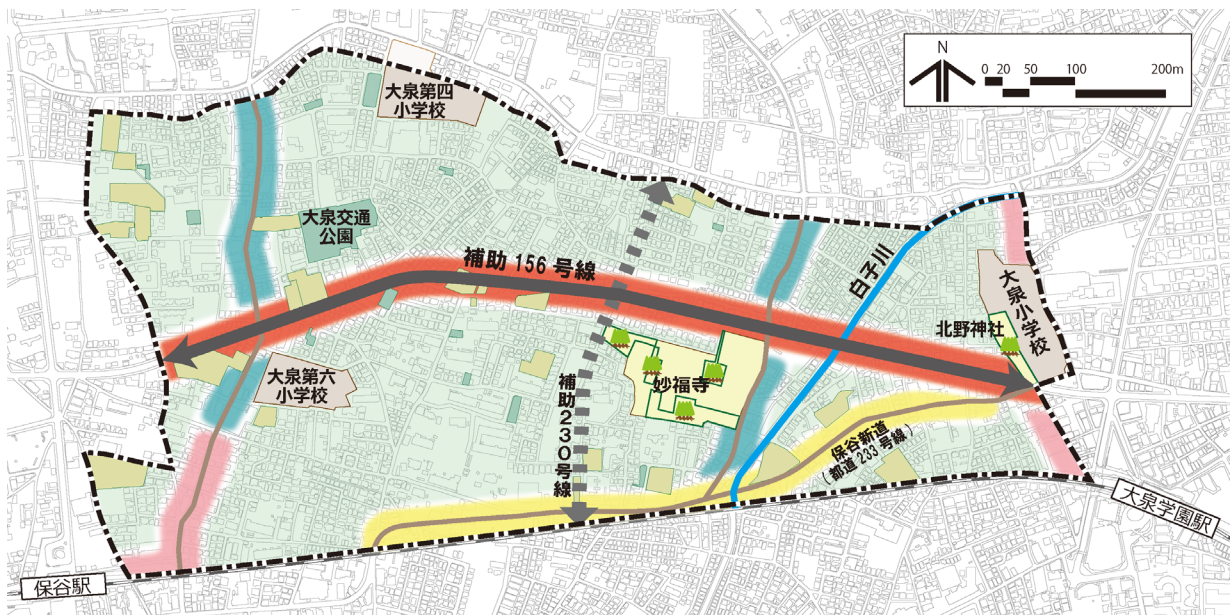 N
0 20 50 100 200m
大泉第四
小学校
大泉交通
公園
補助 156 号線
白子川
大泉小学校
北野神社
大泉第六
小学校
妙福寺
補助230号線
保谷新道
(都道 233 号線)
大泉学園駅
保谷駅